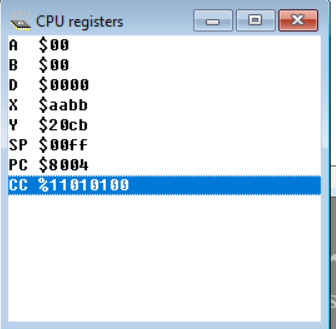 CPU registers
A $00
B $00
D $0000
X $aabb
Y $20cb
SP $00ff
PC $8004
CC %11010100